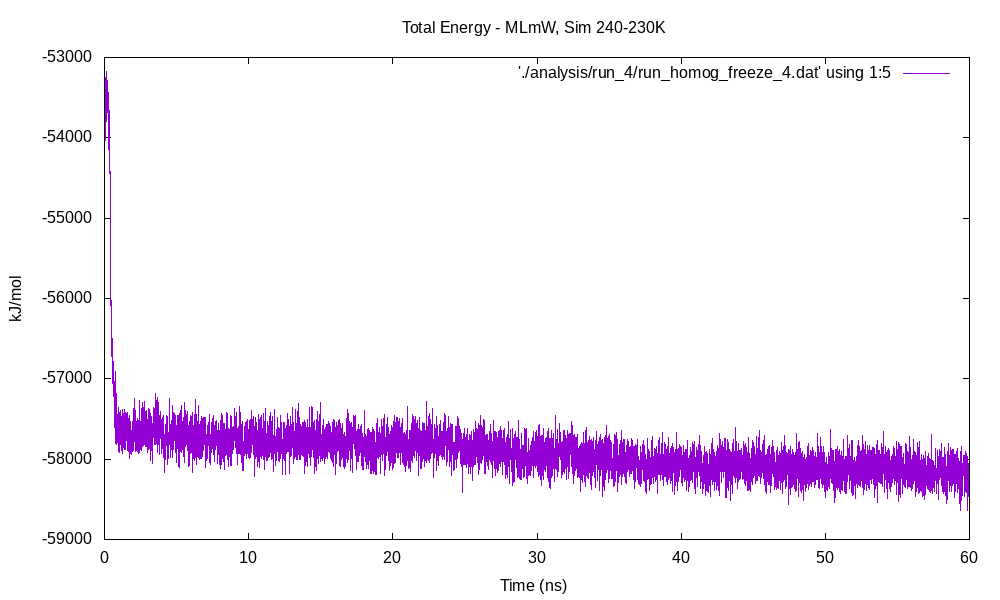 Total Energy - MLmW, Sim 240-230K
'./analysis/run_4/run_homog_freeze_4.dat' using 1:5
-53000
-54000
-55000
-56000
-57000
-58000
-59000
kJ/mol
0 10 20 30 40 50 60
Time (ns)